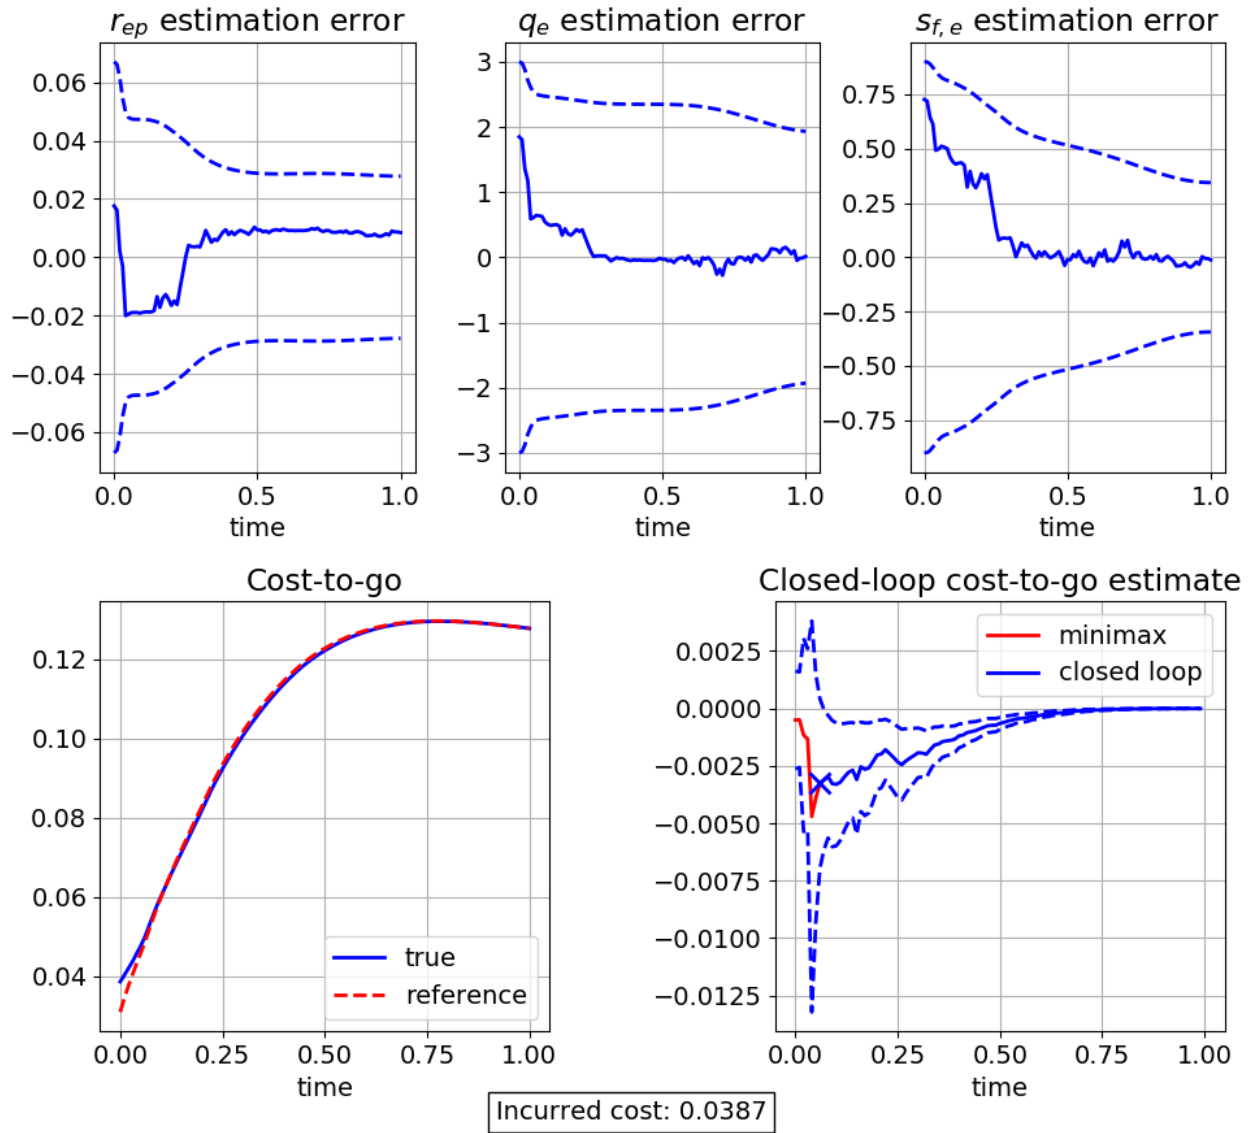 r_ep estimation error
q_e estimation error
s_f, e estimation error
0.06
0.04
0.02
0.00
−0.02
−0.04
−0.06
0.0 0.5 1.0
time
3
2
1
0
−1
−2
−3
0.0 0.5 1.0
time
0.75
0.50
0.25
0.00
−0.25
−0.50
−0.75
0.0 0.5 1.0
time
Cost-to-go
0.12
0.10
0.08
0.06
0.04
true
reference
0.00 0.25 0.50 0.75 1.00
time
Closed-loop cost-to-go estimate
minimax
closed loop
0.0025
0.0000
−0.0025
−0.0050
−0.0075
−0.0100
−0.0125
0.00 0.25 0.50 0.75 1.00
time
Incurred cost: 0.0387